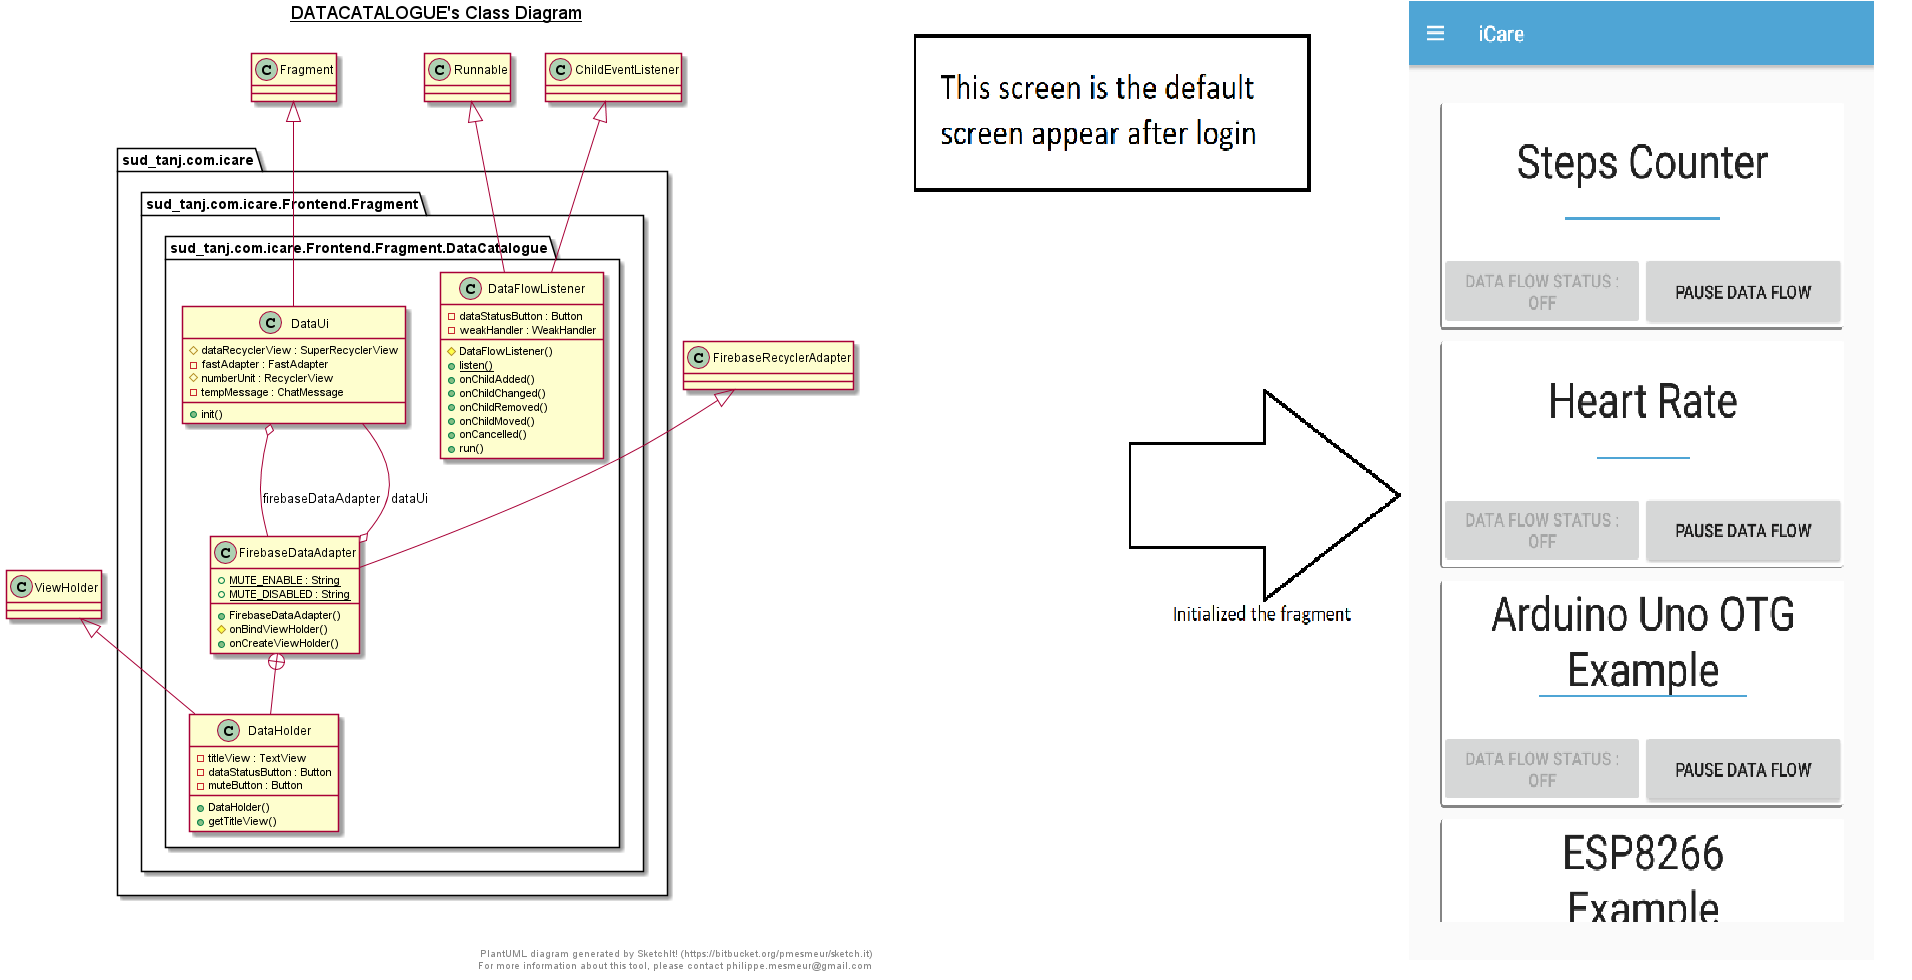 DATACATALOGUE's Class Diagram
C Fragment
C Runnable
C ChildEventListener
sud_tanj.com.icare
sud_tanj.com.icare.Frontend.Fragment
sud_tanj.com.icare.Frontend.Fragment.DataCatalogue
C DataFlowListener
dataStatusButton : Button
weakHandler : WeakHandler
DataFlowListener()
listen()
onChildAdded()
onChildChanged()
onChildRemoved()
onChildMoved()
onCancelled()
run()
C DataUi
dataRecyclerView : SuperRecyclerView
fastAdapter : FastAdapter
numberUnit : RecyclerView
tempMessage : ChatMessage
init()
C FirebaseRecyclerAdapter
firebaseDataAdapter
dataUi
C FirebaseDataAdapter
MUTE_ENABLE : String
MUTE_DISABLED : String
FirebaseDataAdapter()
onBindViewHolder()
onCreateViewHolder()
C ViewHolder
C DataHolder
titleView : TextView
dataStatusButton : Button
muteButton : Button
DataHolder()
getTitleView()
PlantUML diagram generated by SketchIt! (https://bitbucket.org/pmesmeur/sketch.it)
For more information about this tool, please contact philippe.mesmeur@gmail.com
This screen is the default
screen appear after login
Initialized the fragment
iCare
Steps Counter
DATA FLOW STATUS :
OFF
PAUSE DATA FLOW
Heart Rate
DATA FLOW STATUS :
OFF
PAUSE DATA FLOW
Arduino Uno OTG
Example
DATA FLOW STATUS :
OFF
PAUSE DATA FLOW
ESP8266
Example